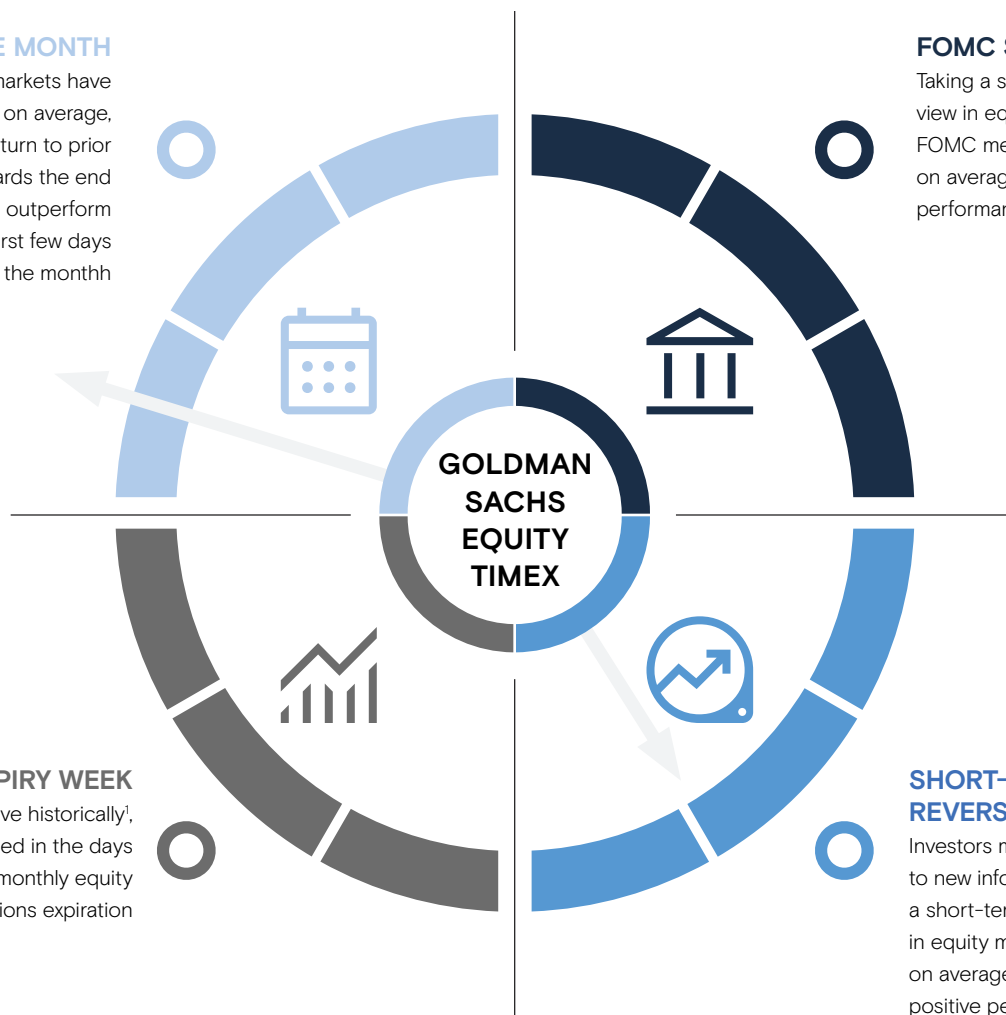 E MONTH
markets have
on average,
turn to prior
ards the end
outperform
rst few days
the monthh
FOMC S
Taking a s
view in eq
FOMC me
on averag
performan
GOLDMAN
SACHS
EQUITY
TIMEX
PIRY WEEK
ve historically¹,
ed in the days
monthly equity
ions expiration
SHORT-
REVERS
Investors m
to new info
a short-ter
in equity m
on average
positive pe